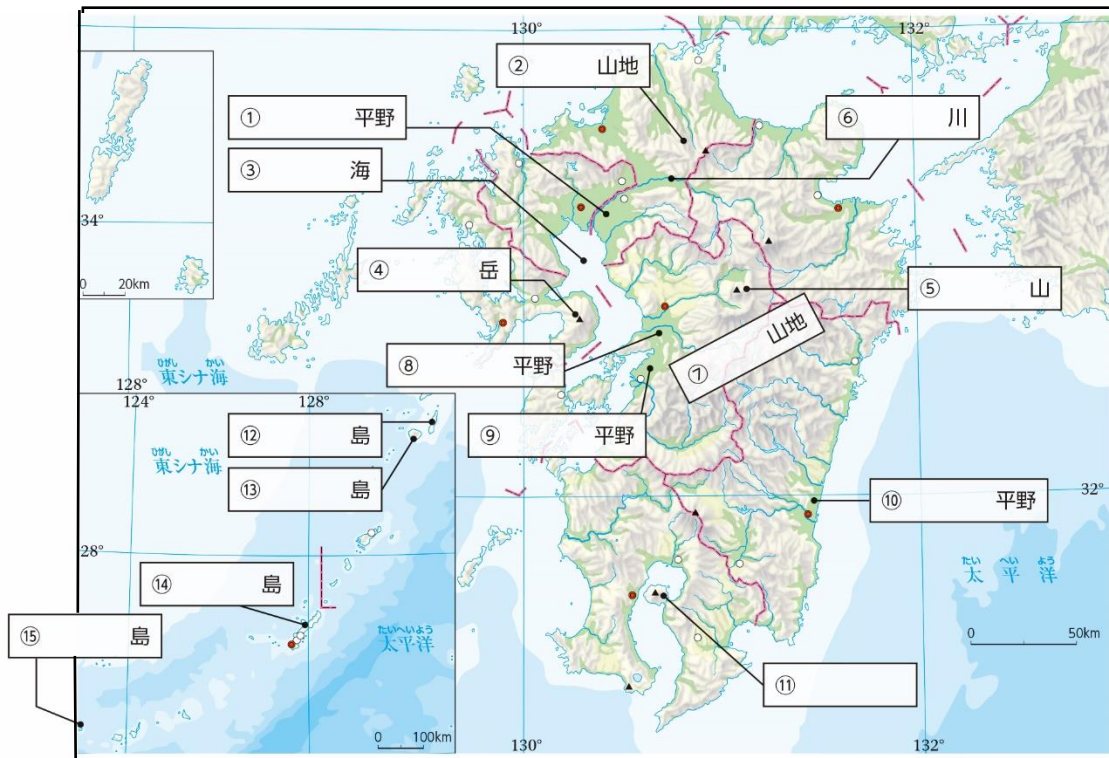 130°
132°
② 山地
① 平野
⑥ 川
③ 海
34°
④ 岳
⑤ 山
0 20km
⑦ 山地
⑧ 平野
ひがし かい
東シナ海
128°
124°
128°
⑨ 平野
⑫ 島
ひがし かい
東シナ海
⑬ 島
32°
⑩ 平野
28°
たい へい よう
太平洋
⑭ 島
たいへいよう
太平洋
⑮ 島
0 50km
⑪
0 100km
130°
132°